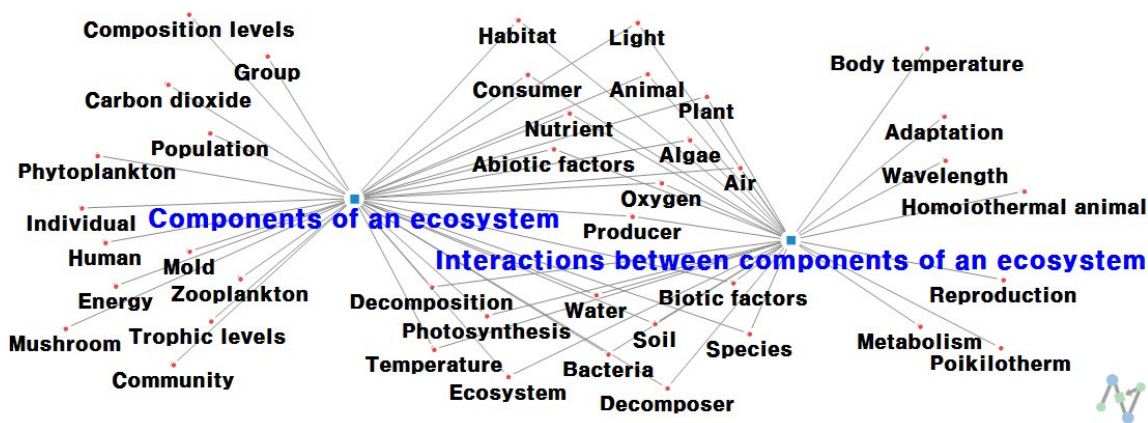 Composition levels
Habitat
Light
Group
Body temperature
Carbon dioxide
Consumer
Animal
Plant
Population
Nutrient
Adaptation
Phytoplankton
Abiotic factors
Algae
Air
Wavelength
Oxygen
Homoiothermal animal
Individual
Components of an ecosystem
Producer
Human
Mold
Interactions between components of an ecosystem
Energy
Zooplankton
Decomposition
Water
Biotic factors
Reproduction
Mushroom
Trophic levels
Photosynthesis
Soil
Species
Metabolism
Temperature
Bacteria
Poikilotherm
Community
Ecosystem
Decomposer